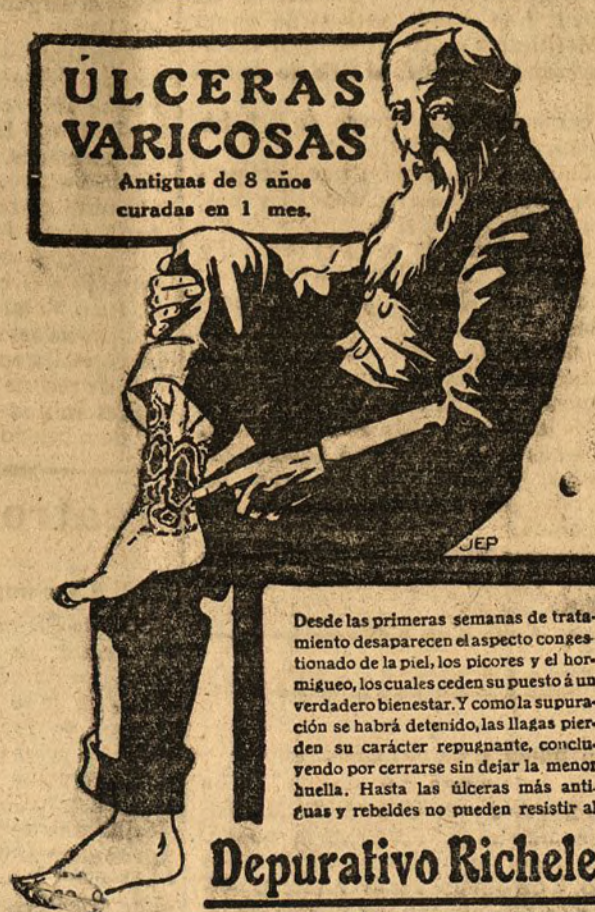 ÚLCERAS
VARICOSAS
Antiguas de 8 años
curadas en 1 mes.
JEP
Desde las primeras semanas de trata-
miento desaparecen el aspecto conges-
tionado de la piel, los picores y el hor-
migueo, los cuales ceden su puesto á un
verdadero bienestar. Y como la supura-
ción se habrá detenido, las llagas pier-
den su carácter repugnante, conclu-
yendo por cerrarse sin dejar la menor
huella. Hasta las úlceras más anti-
guas y rebeldes no pueden resistir al
Depurativo Richele